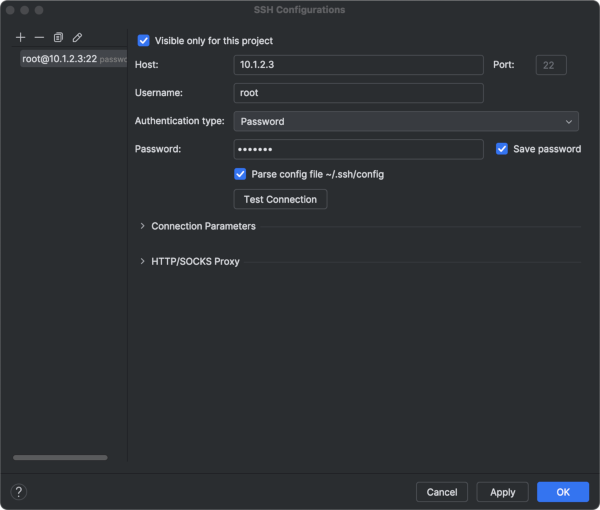 SSH Configurations
Visible only for this project
root@10.1.2.3:22
Host: 10.1.2.3 Port: 22
Username: root
Authentication type: Password
Password: ••••••• Save password
Parse config file ~/.ssh/config
Test Connection
Connection Parameters
HTTP/SOCKS Proxy
? Cancel Apply OK